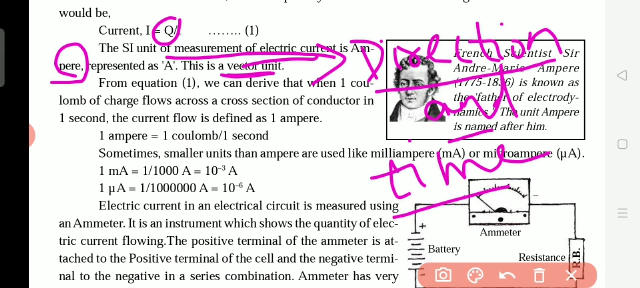 would be,
Current, I = Q/ ........ (1)
The SI unit of measurement of electric current is Am-
pere, represented as 'A'. This is a vector unit.
From equation (1), we can derive that when 1 cou-
lomb of charge flows across a cross section of conductor in
1 second, the current flow is defined as 1 ampere.
1 ampere = 1 coulomb/1 second
Sometimes, smaller units than ampere are used like milliampere (mA) or microampere (µA).
1 mA = 1/1000 A = 10⁻³ A
1 µA = 1/1000000 A = 10⁻⁶ A
Electric current in an electrical circuit is measured using
an Ammeter. It is an instrument which shows the quantity of elec-
tric current flowing.The positive terminal of the ammeter is at-
tached to the Positive terminal of the cell and the negative termi-
nal to the negative in a series combination. Ammeter has very
French Scientist Sir
Andre-Marie Ampere
(1775-1836) is known as
the father of electrody-
namics. The unit Ampere
is named after him.
Direction
and
time
Ammeter
+
−
Battery
Resistance
R.B.